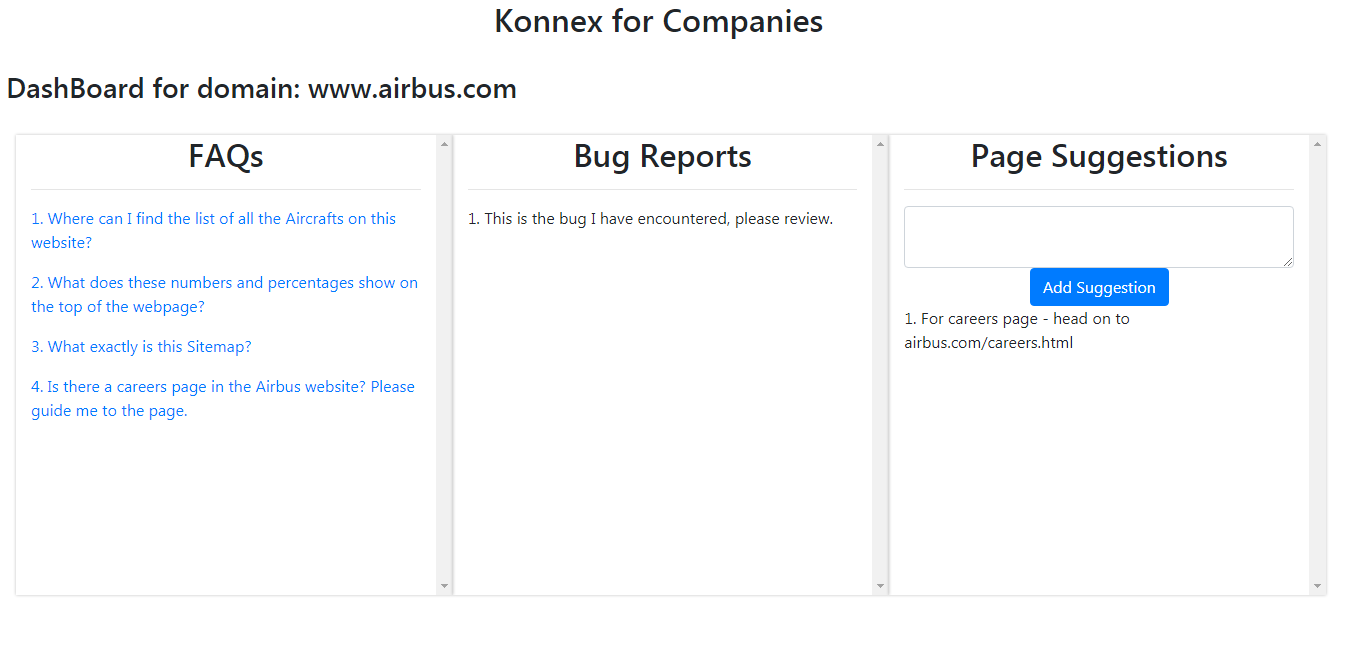 Konnex for Companies
DashBoard for domain: www.airbus.com
FAQs
1. Where can I find the list of all the Aircrafts on this
website?
2. What does these numbers and percentages show on
the top of the webpage?
3. What exactly is this Sitemap?
4. Is there a careers page in the Airbus website? Please
guide me to the page.
Bug Reports
1. This is the bug I have encountered, please review.
Page Suggestions
Add Suggestion
1. For careers page - head on to
airbus.com/careers.html